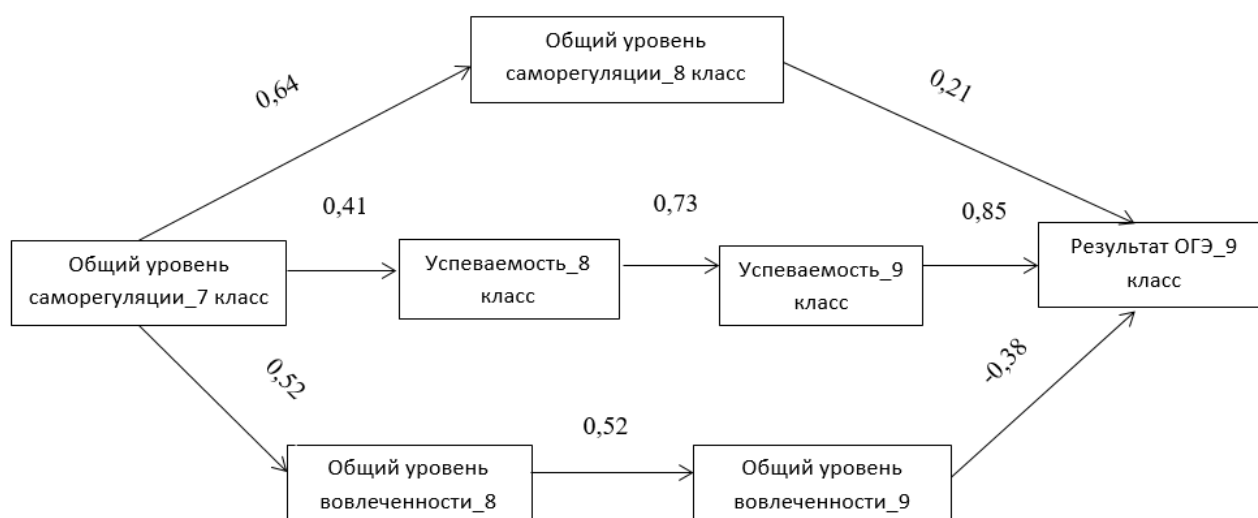 Общий уровень
саморегуляции_8 класс
0,64
0,21
0,41
0,73
0,85
Общий уровень
саморегуляции_7 класс
Успеваемость_8
класс
Успеваемость_9
класс
Результат ОГЭ_9
класс
0,52
0,52
-0,38
Общий уровень
вовлеченности_8
Общий уровень
вовлеченности_9